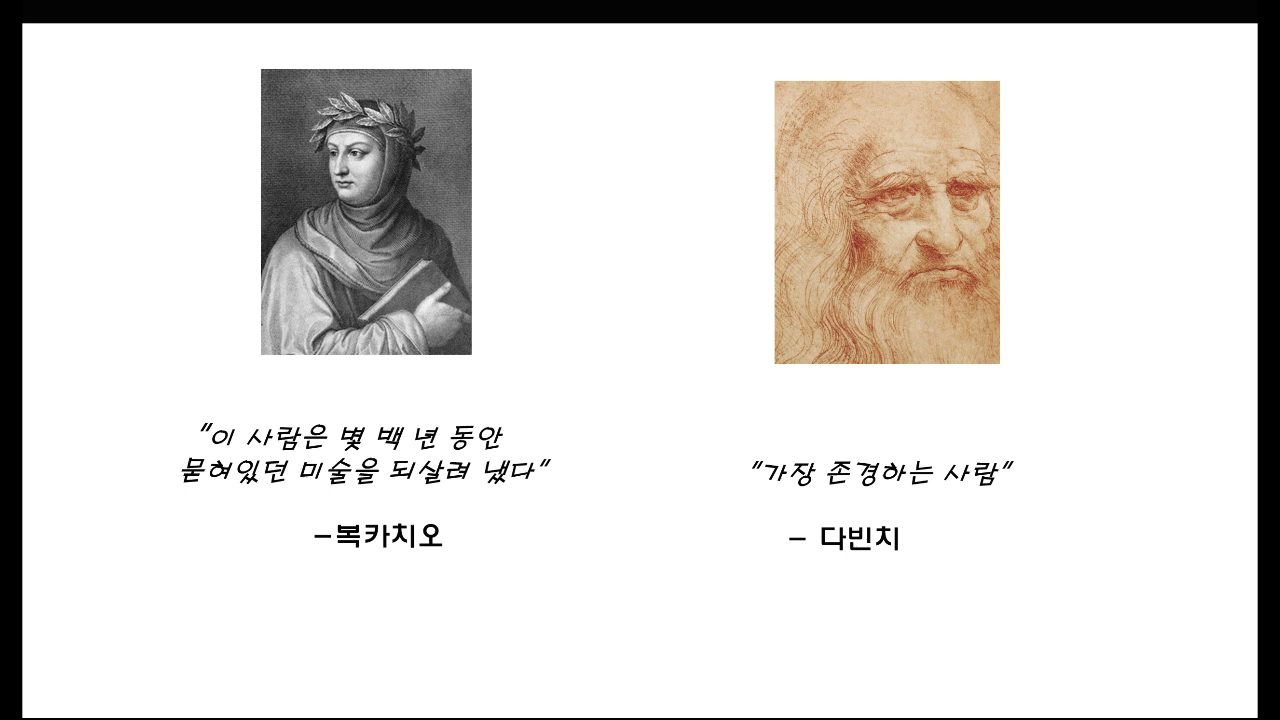 "이 사람은 몇 백 년 동안
묻혀있던 미술을 되살려 냈다"
-복카치오
"가장 존경하는 사람"
- 다빈치